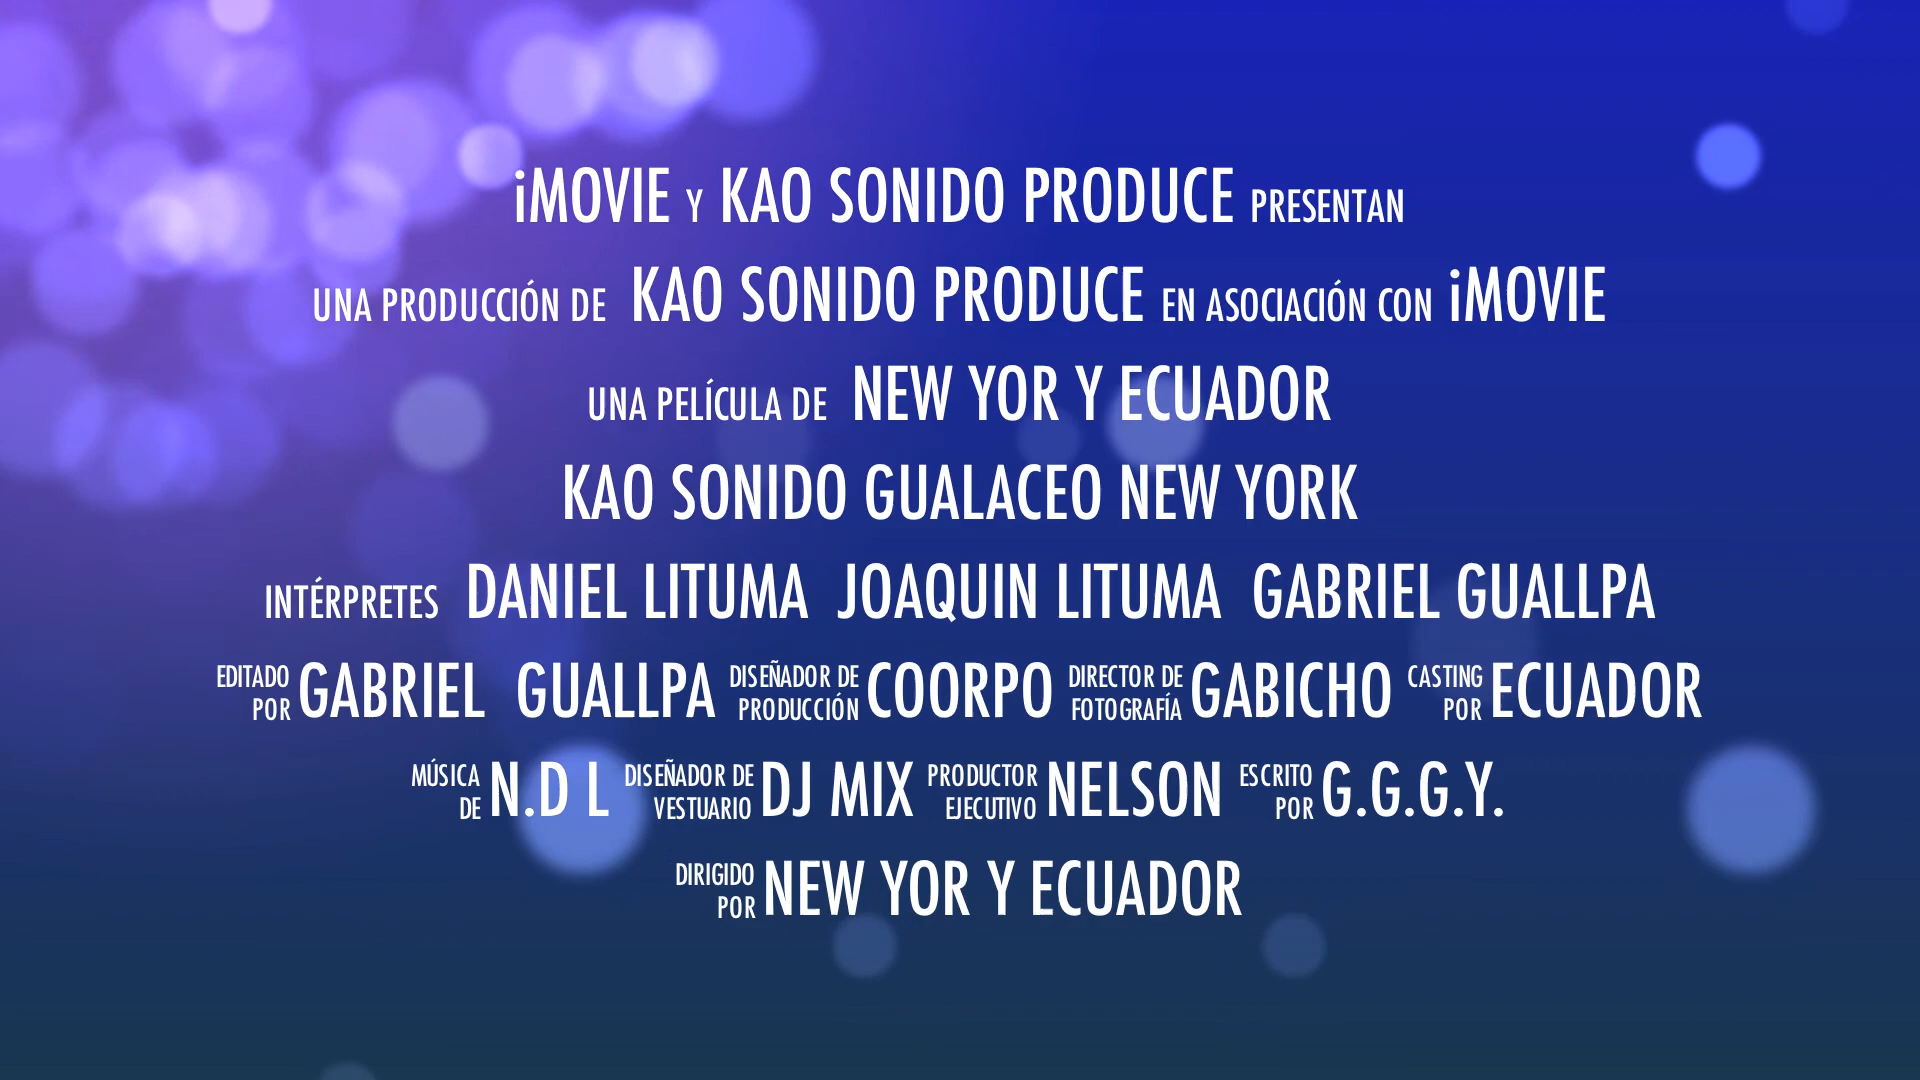 iMOVIE Y KAO SONIDO PRODUCE PRESENTAN
UNA PRODUCCIÓN DE KAO SONIDO PRODUCE EN ASOCIACIÓN CON iMOVIE
UNA PELÍCULA DE NEW YOR Y ECUADOR
KAO SONIDO GUALACEO NEW YORK
INTÉRPRETES DANIEL LITUMA JOAQUIN LITUMA GABRIEL GUALLPA
EDITADO POR GABRIEL GUALLPA DISEÑADOR DE PRODUCCIÓN COORPO DIRECTOR DE FOTOGRAFÍA GABICHO CASTING POR ECUADOR
MÚSICA DE N.D L DISEÑADOR DE VESTUARIO DJ MIX PRODUCTOR EJECUTIVO NELSON ESCRITO POR G.G.G.Y.
DIRIGIDO POR NEW YOR Y ECUADOR